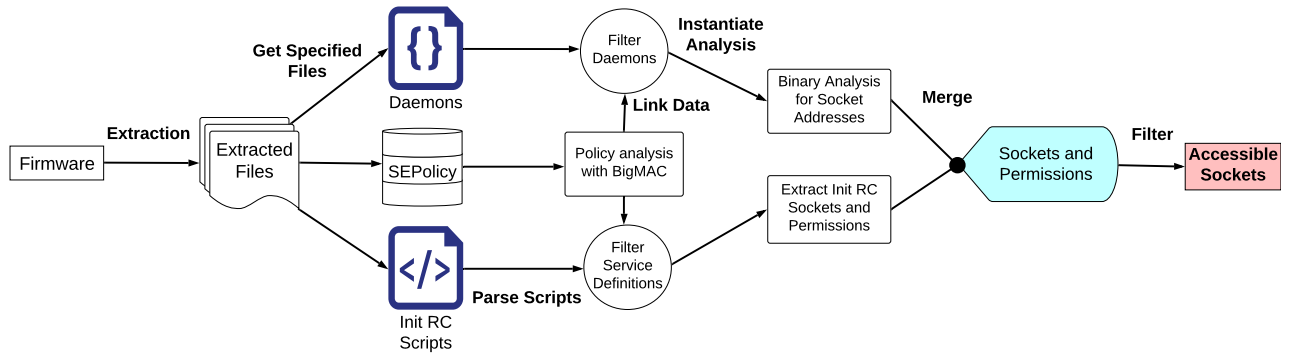 Firmware
Extraction
Extracted
Files
Get Specified
Files
{}
Daemons
SEPolicy
</>
Init RC
Scripts
Parse Scripts
Filter
Daemons
Link Data
Policy analysis
with BigMAC
Filter
Service
Definitions
Instantiate
Analysis
Binary Analysis
for Socket
Addresses
Extract Init RC
Sockets and
Permissions
Merge
Sockets and
Permissions
Filter
Accessible
Sockets